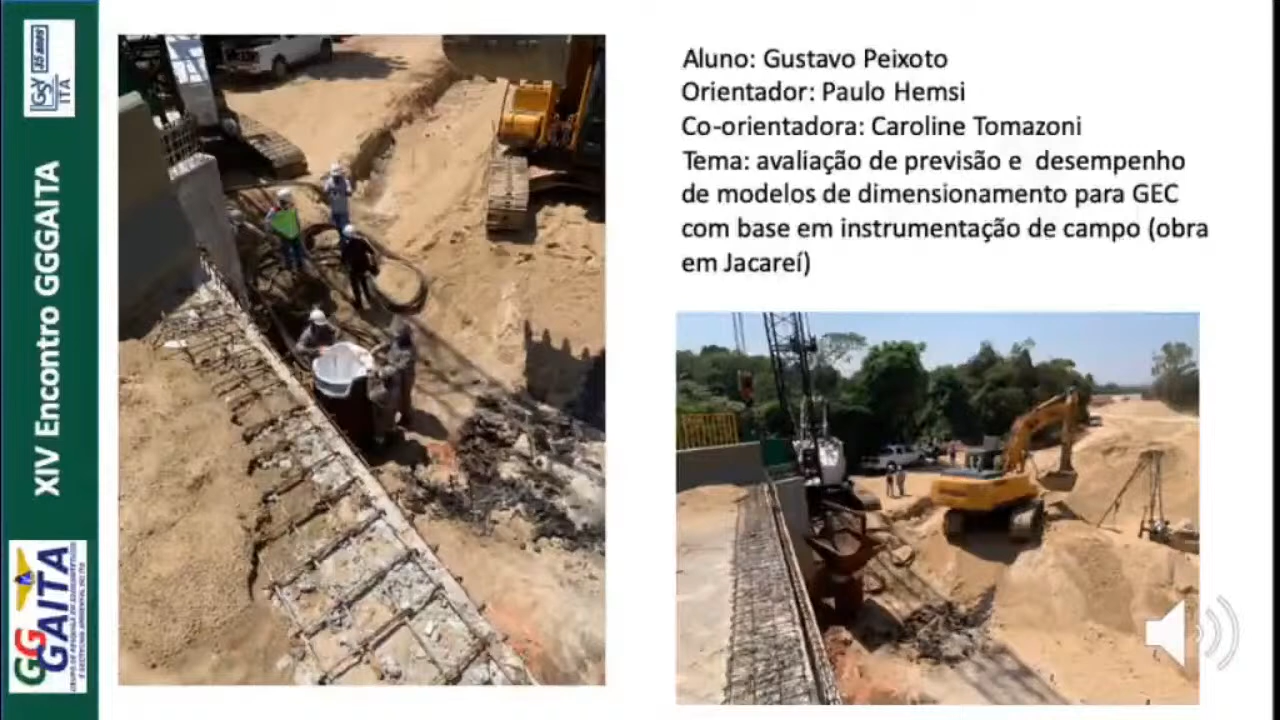 Aluno: Gustavo Peixoto
Orientador: Paulo Hemsi
Co-orientadora: Caroline Tomazoni
Tema: avaliação de previsão e desempenho
de modelos de dimensionamento para GEC
com base em instrumentação de campo (obra
em Jacareí)
XIV Encontro GGGAITA
ITA
GGGAITA